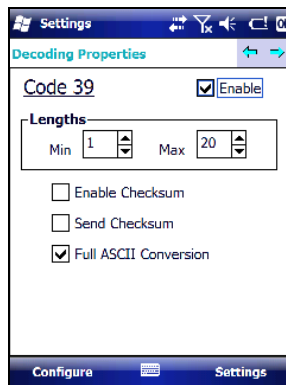 Settings
Decoding Properties
Code 39 Enable
Lengths
Min 1 Max 20
Enable Checksum
Send Checksum
Full ASCII Conversion
Configure Settings